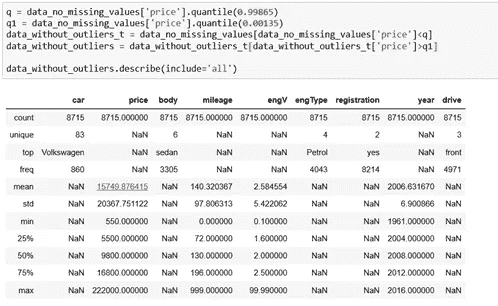 q = data_no_missing_values['price'].quantile(0.99865)
q1 = data_no_missing_values['price'].quantile(0.00135)
data_without_outliers_t = data_no_missing_values[data_no_missing_values['price']<q]
data_without_outliers = data_without_outliers_t[data_without_outliers_t['price']>q1]
data_without_outliers.describe(include='all')
car price body mileage engV engType registration year drive
count 8715 8715.000000 8715 8715.000000 8715.000000 8715 8715 8715.000000 8715
unique 83 NaN 6 NaN NaN 4 2 NaN 3
top Volkswagen NaN sedan NaN NaN Petrol yes NaN front
freq 860 NaN 3305 NaN NaN 4043 8214 NaN 4971
mean NaN 15749.876415 NaN 140.320367 2.584554 NaN NaN 2006.631670 NaN
std NaN 20367.751122 NaN 97.806313 5.422062 NaN NaN 6.900866 NaN
min NaN 550.000000 NaN 0.000000 0.100000 NaN NaN 1961.000000 NaN
25% NaN 5500.000000 NaN 72.000000 1.600000 NaN NaN 2004.000000 NaN
50% NaN 9800.000000 NaN 130.000000 2.000000 NaN NaN 2008.000000 NaN
75% NaN 16800.000000 NaN 196.000000 2.500000 NaN NaN 2012.000000 NaN
max NaN 222000.000000 NaN 999.000000 99.990000 NaN NaN 2016.000000 NaN